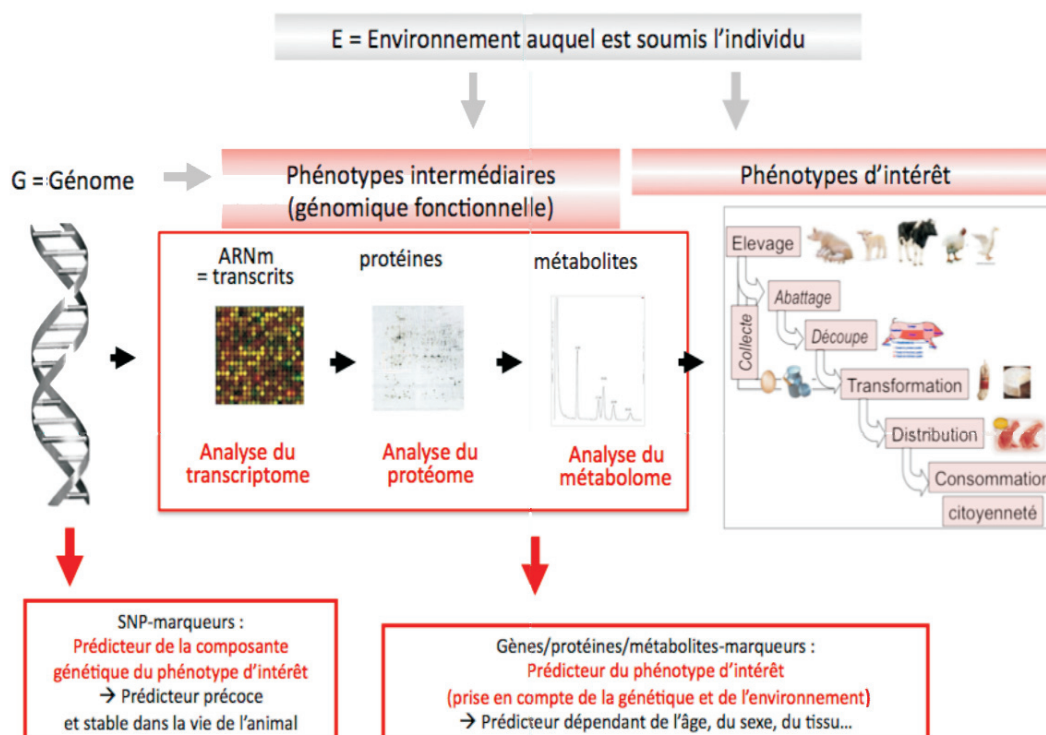 E = Environnement auquel est soumis l'individu
G = Génome
Phénotypes intermédiaires
(génomique fonctionnelle)
Phénotypes d'intérêt
ARNm
= transcrits
protéines
métabolites
Analyse du
transcriptome
Analyse du
protéome
Analyse du
métabolome
Elevage
Abattage
Collecte
Découpe
Transformation
Distribution
Consommation
citoyenneté
SNP-marqueurs :
Prédicteur de la composante
génétique du phénotype d'intérêt
→ Prédicteur précoce
et stable dans la vie de l'animal
Gènes/protéines/métabolites-marqueurs :
Prédicteur du phénotype d'intérêt
(prise en compte de la génétique et de l'environnement)
→ Prédicteur dépendant de l'âge, du sexe, du tissu...